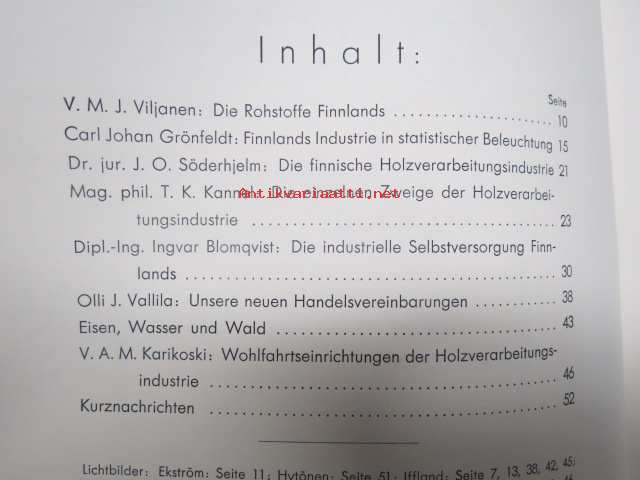 Inhalt:
Seite
V. M. J. Viljanen: Die Rohstoffe Finnlands ........................ 10
Carl Johan Grönfeldt: Finnlands Industrie in statistischer Beleuchtung 15
Dr. jur. J. O. Söderhjelm: Die finnische Holzverarbeitungsindustrie 21
Mag. phil. T. K. Die einzelnen Zweige der Holzverarbei-
Antikvariaatti.net
tungsindustrie ........................ 23
Dipl.-Ing. Ingvar Blomqvist: Die industrielle Selbstversorgung Finn-
lands ........................ 30
Olli J. Vallila: Unsere neuen Handelsvereinbarungen ........... 38
Eisen, Wasser und Wald ........................ 43
V. A. M. Karikoski: Wohlfahrtseinrichtungen der Holzverarbeitungs-
industrie ........................ 46
Kurznachrichten ........................ 52
Lichtbilder: Ekström: Seite 11; Hytönen: Seite 51; Iffland: Seite 7, 13, 38, 42, 45;